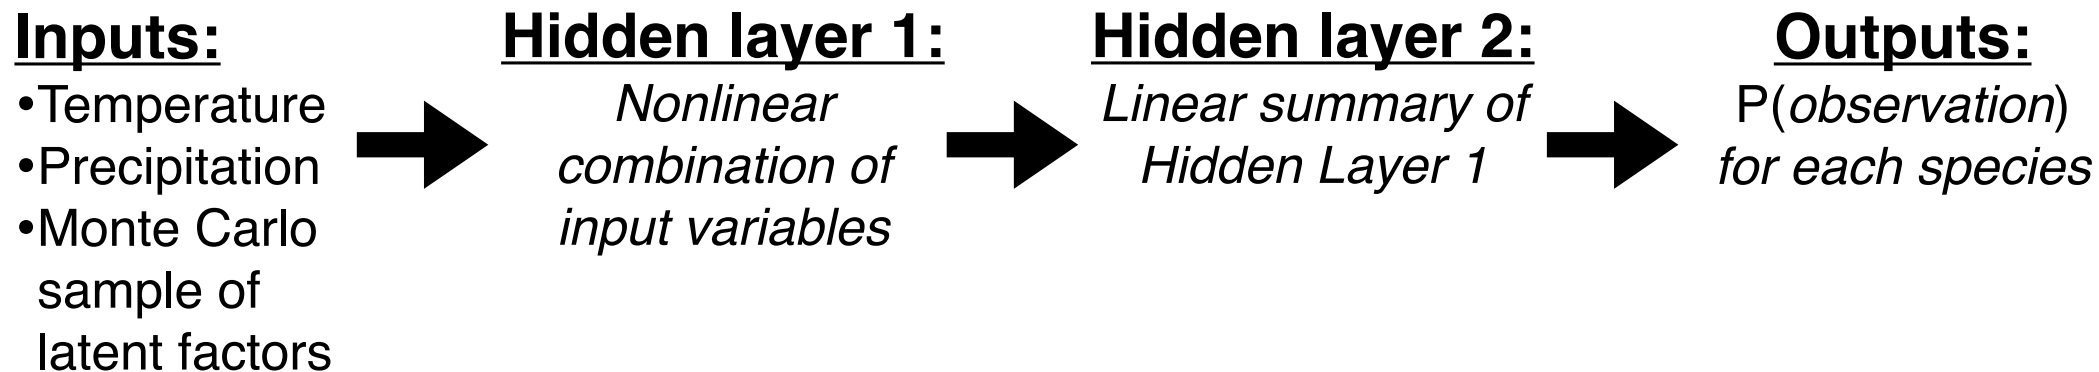 Inputs:
•Temperature
•Precipitation
•Monte Carlo
sample of
latent factors
Hidden layer 1:
Nonlinear
combination of
input variables
Hidden layer 2:
Linear summary of
Hidden Layer 1
Outputs:
P(observation)
for each species